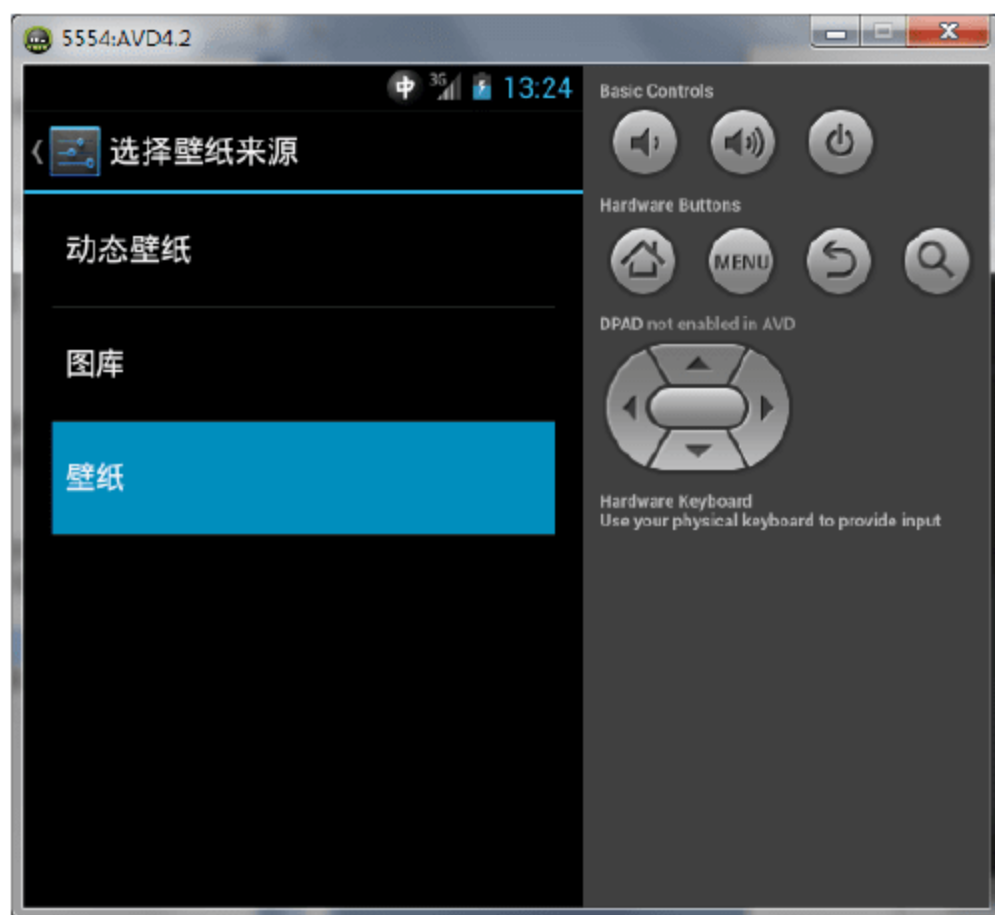 5554:AVD4.2
中 3G 13:24
选择壁纸来源
动态壁纸
图库
壁纸
Basic Controls
Hardware Buttons
MENU
DPAD not enabled in AVD
Hardware Keyboard
Use your physical keyboard to provide input